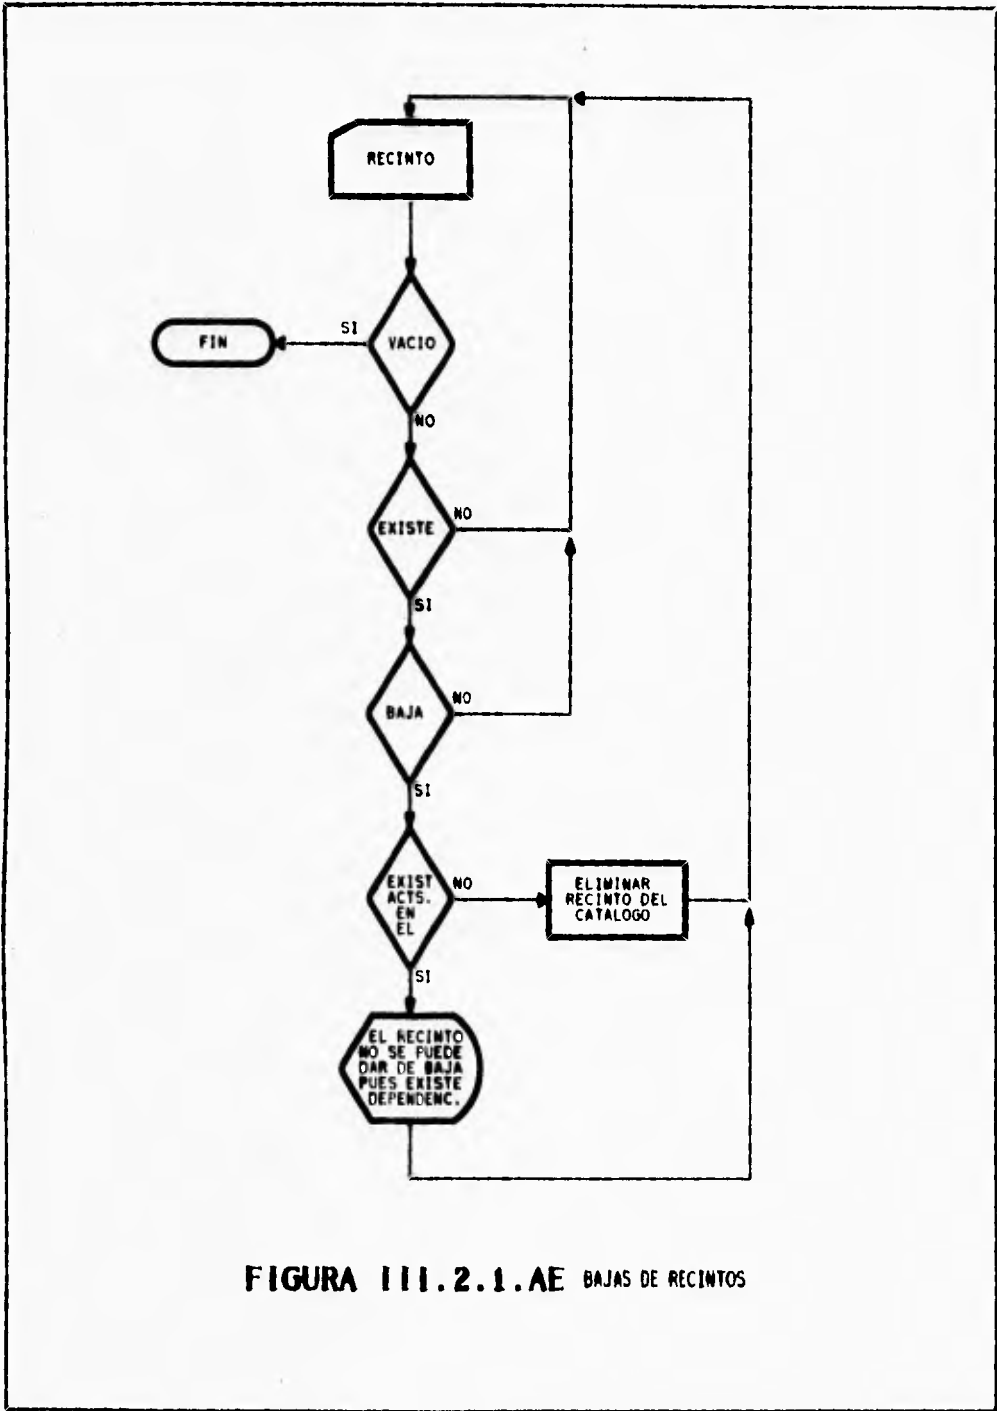 RECINTO
SI
FIN
VACIO
NO
EXISTE
NO
SI
BAJA
NO
SI
EXIST
ACTS.
EN
EL
NO
ELIMINAR
RECINTO DEL
CATALOGO
SI
EL RECINTO
NO SE PUEDE
DAR DE BAJA
PUES EXISTE
DEPENDENC.
FIGURA III.2.1.AE BAJAS DE RECINTOS